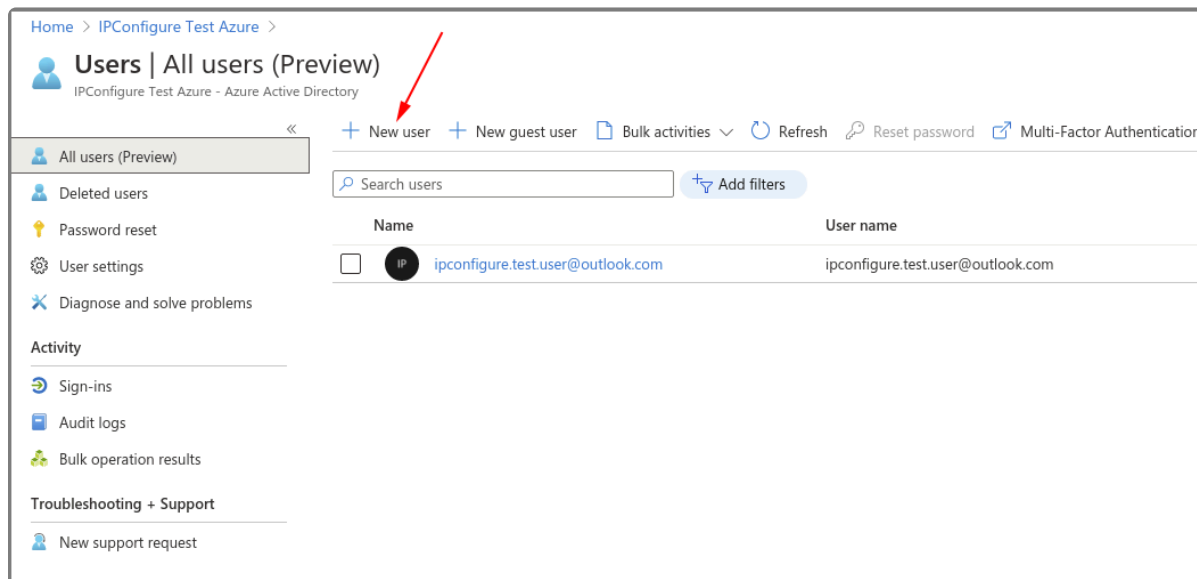 Home > IPConfigure Test Azure >
Users | All users (Preview)
IPConfigure Test Azure - Azure Active Directory
«
All users (Preview)
Deleted users
Password reset
User settings
Diagnose and solve problems
Activity
Sign-ins
Audit logs
Bulk operation results
Troubleshooting + Support
New support request
+ New user + New guest user Bulk activities Refresh Reset password Multi-Factor Authentication
Search users Add filters
Name User name
IP ipconfigure.test.user@outlook.com ipconfigure.test.user@outlook.com